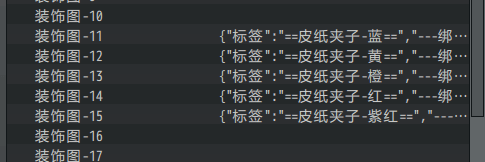 装饰图-10
装饰图-11 {"标签":"==皮纸夹子-蓝==","---绑…
装饰图-12 {"标签":"==皮纸夹子-黄==","---绑…
装饰图-13 {"标签":"==皮纸夹子-橙==","---绑…
装饰图-14 {"标签":"==皮纸夹子-红==","---绑…
装饰图-15 {"标签":"==皮纸夹子-紫红==","---…
装饰图-16
装饰图-17